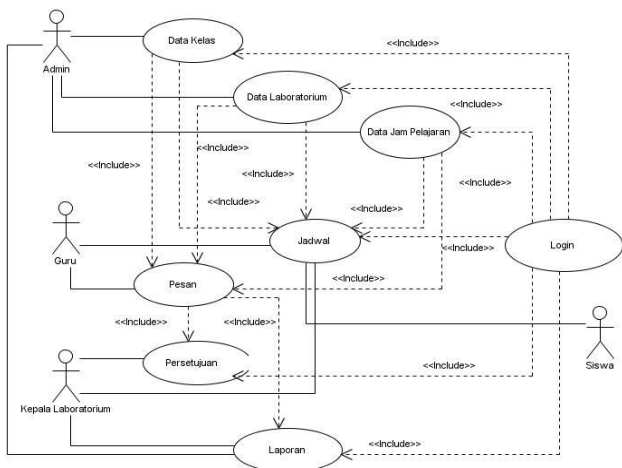 Data Kelas
<<Include>>
Admin
Data Laboratorium
<<Include>>
Data Jam Pelajaran
<<Include>>
<<Include>>
<<Include>>
<<Include>>
<<Include>>
<<Include>>
Guru
Jadwal
<<Include>>
Login
Pesan
<<Include>>
<<Include>>
<<Include>>
Persetujuan
Siswa
<<Include>>
Kepala Laboratorium
Laporan
<<Include>>